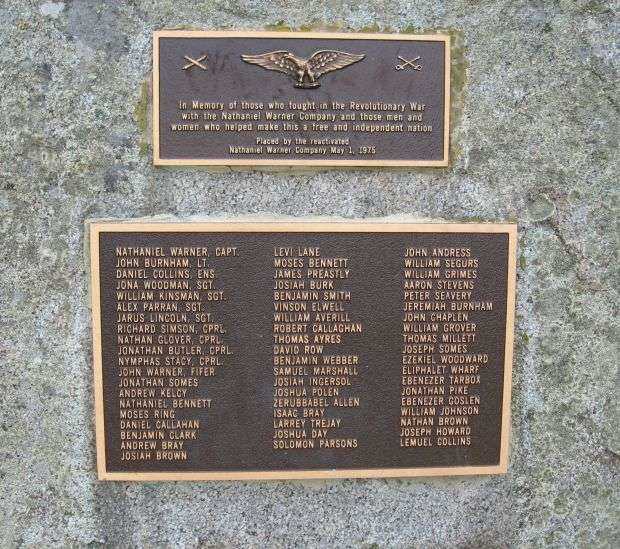 In Memory of those who fought in the Revolutionary War
with the Nathaniel Warner Company and those men and
women who helped make this a free and independent nation
Placed by the reactivated
Nathaniel Warner Company May 1, 1975
NATHANIEL WARNER, CAPT.
JOHN BURNHAM, LT.
DANIEL COLLINS, ENS.
JONA WOODMAN, SGT.
WILLIAM KINSMAN, SGT.
ALEX PARRAN, SGT.
JARUS LINCOLN, SGT.
RICHARD SIMSON, CPRL.
NATHAN GLOVER, CPRL.
JONATHAN BUTLER, CPRL.
NYMPHAS STACY, CPRL.
JOHN WARNER, FIFER
JONATHAN SOMES
ANDREW KELCY
NATHANIEL BENNETT
MOSES RING
DANIEL CALLAHAN
BENJAMIN CLARK
ANDREW BRAY
JOSIAH BROWN
LEVI LANE
MOSES BENNETT
JAMES PREASTLY
JOSIAH BURK
BENJAMIN SMITH
VINSON ELWELL
WILLIAM AVERILL
ROBERT CALLAGHAN
THOMAS AYRES
DAVID ROW
BENJAMIN WEBBER
SAMUEL MARSHALL
JOSIAH INGERSOL
JOSHUA POLEN
ZERUBBABEL ALLEN
ISAAC BRAY
LARREY TREJAY
JOSHUA DAY
SOLOMON PARSONS
JOHN ANDRESS
WILLIAM SEGURS
WILLIAM GRIMES
AARON STEVENS
PETER SEAVERY
JEREMIAH BURNHAM
JOHN CHAPLEN
WILLIAM GROVER
THOMAS MILLETT
JOSEPH SOMES
EZEKIEL WOODWARD
ELIPHALET WHARF
EBENEZER TARBOX
JONATHAN PIKE
EBENEZER GOSLEN
WILLIAM JOHNSON
NATHAN BROWN
JOSEPH HOWARD
LEMUEL COLLINS